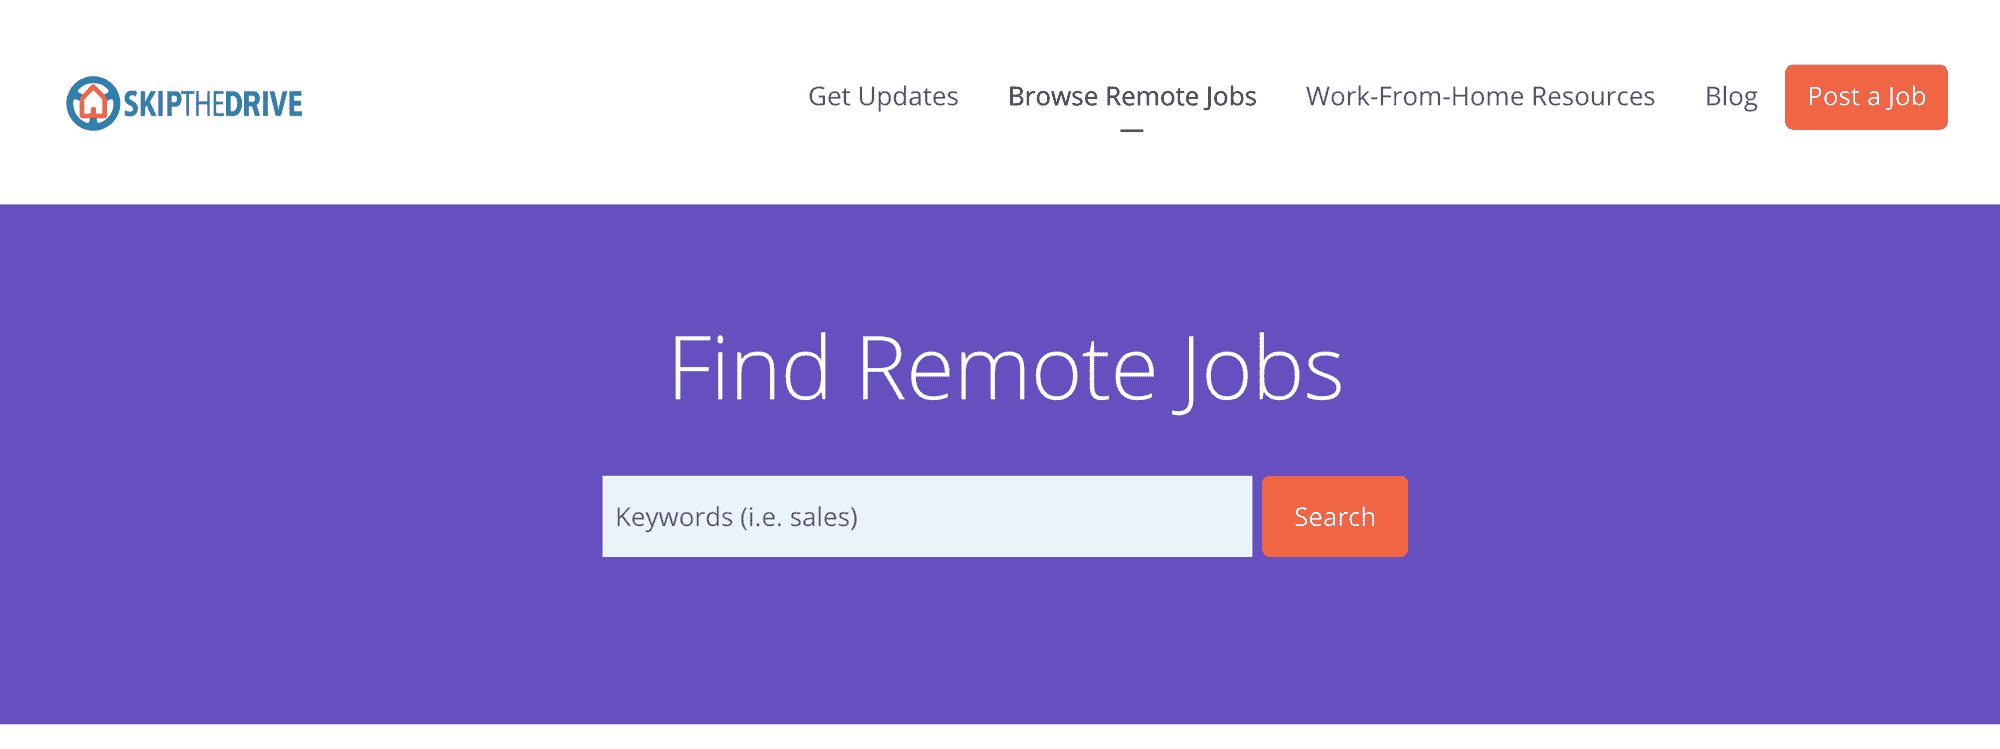 SKIPTHEDRIVE
Get Updates Browse Remote Jobs Work-From-Home Resources Blog Post a Job
Find Remote Jobs
Keywords (i.e. sales) Search